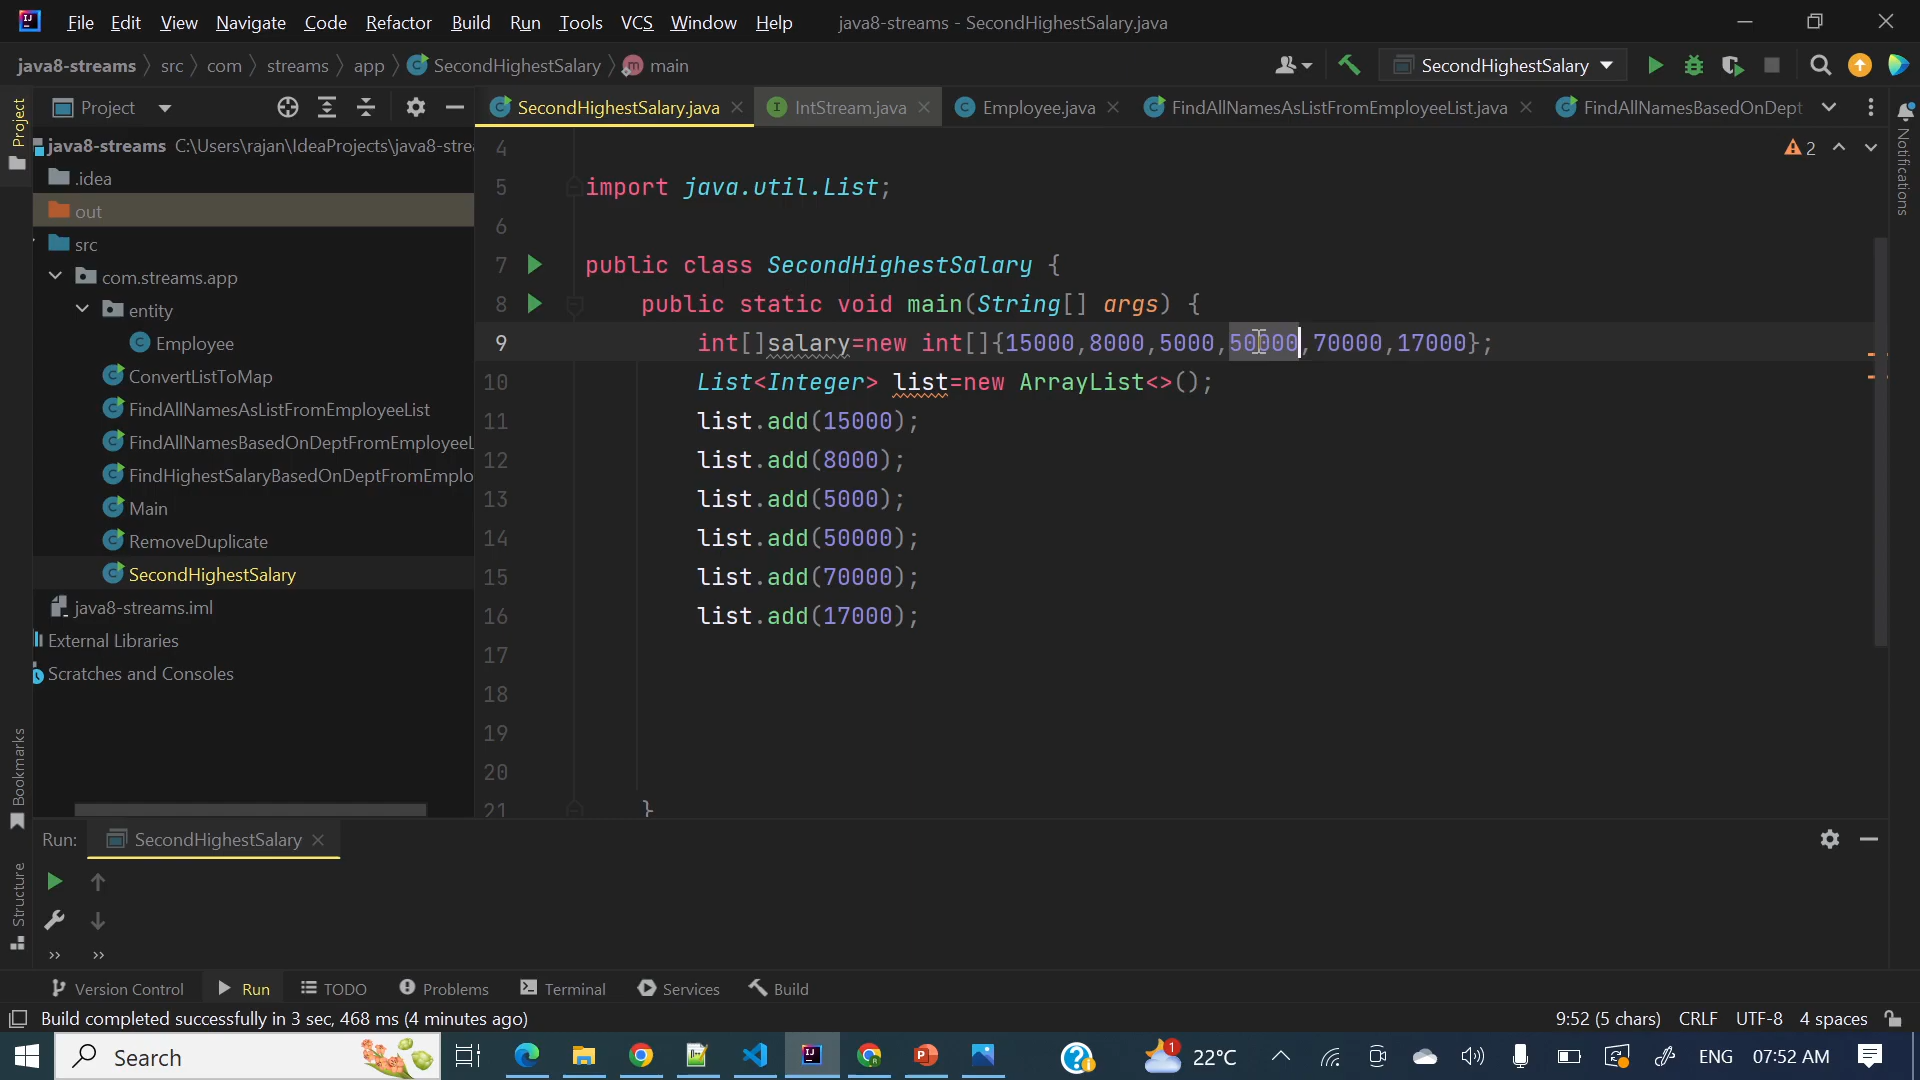 File Edit View Navigate Code Refactor Build Run Tools VCS Window Help java8-streams - SecondHighestSalary.java
java8-streams src com streams app SecondHighestSalary main SecondHighestSalary
Project SecondHighestSalary.java IntStream.java Employee.java FindAllNamesAsListFromEmployeeList.java FindAllNamesBasedOnDept
Project
Notifications
java8-streams C:\Users\rajan\IdeaProjects\java8-stre
.idea
out
src
com.streams.app
entity
Employee
ConvertListToMap
FindAllNamesAsListFromEmployeeList
FindAllNamesBasedOnDeptFromEmployeeL
FindHighestSalaryBasedOnDeptFromEmplo
Main
RemoveDuplicate
SecondHighestSalary
java8-streams.iml
External Libraries
Scratches and Consoles
Bookmarks
Structure
2
4
5 import java.util.List;
6
7 public class SecondHighestSalary {
8 public static void main(String[] args) {
9 int[]salary=new int[]{15000,8000,5000,50000,70000,17000};
10 List<Integer> list=new ArrayList<>();
11 list.add(15000);
12 list.add(8000);
13 list.add(5000);
14 list.add(50000);
15 list.add(70000);
16 list.add(17000);
17
18
19
20
21 }
Run: SecondHighestSalary
Version Control Run TODO Problems Terminal Services Build
Build completed successfully in 3 sec, 468 ms (4 minutes ago) 9:52 (5 chars) CRLF UTF-8 4 spaces
Search 1 22°C ENG 07:52 AM